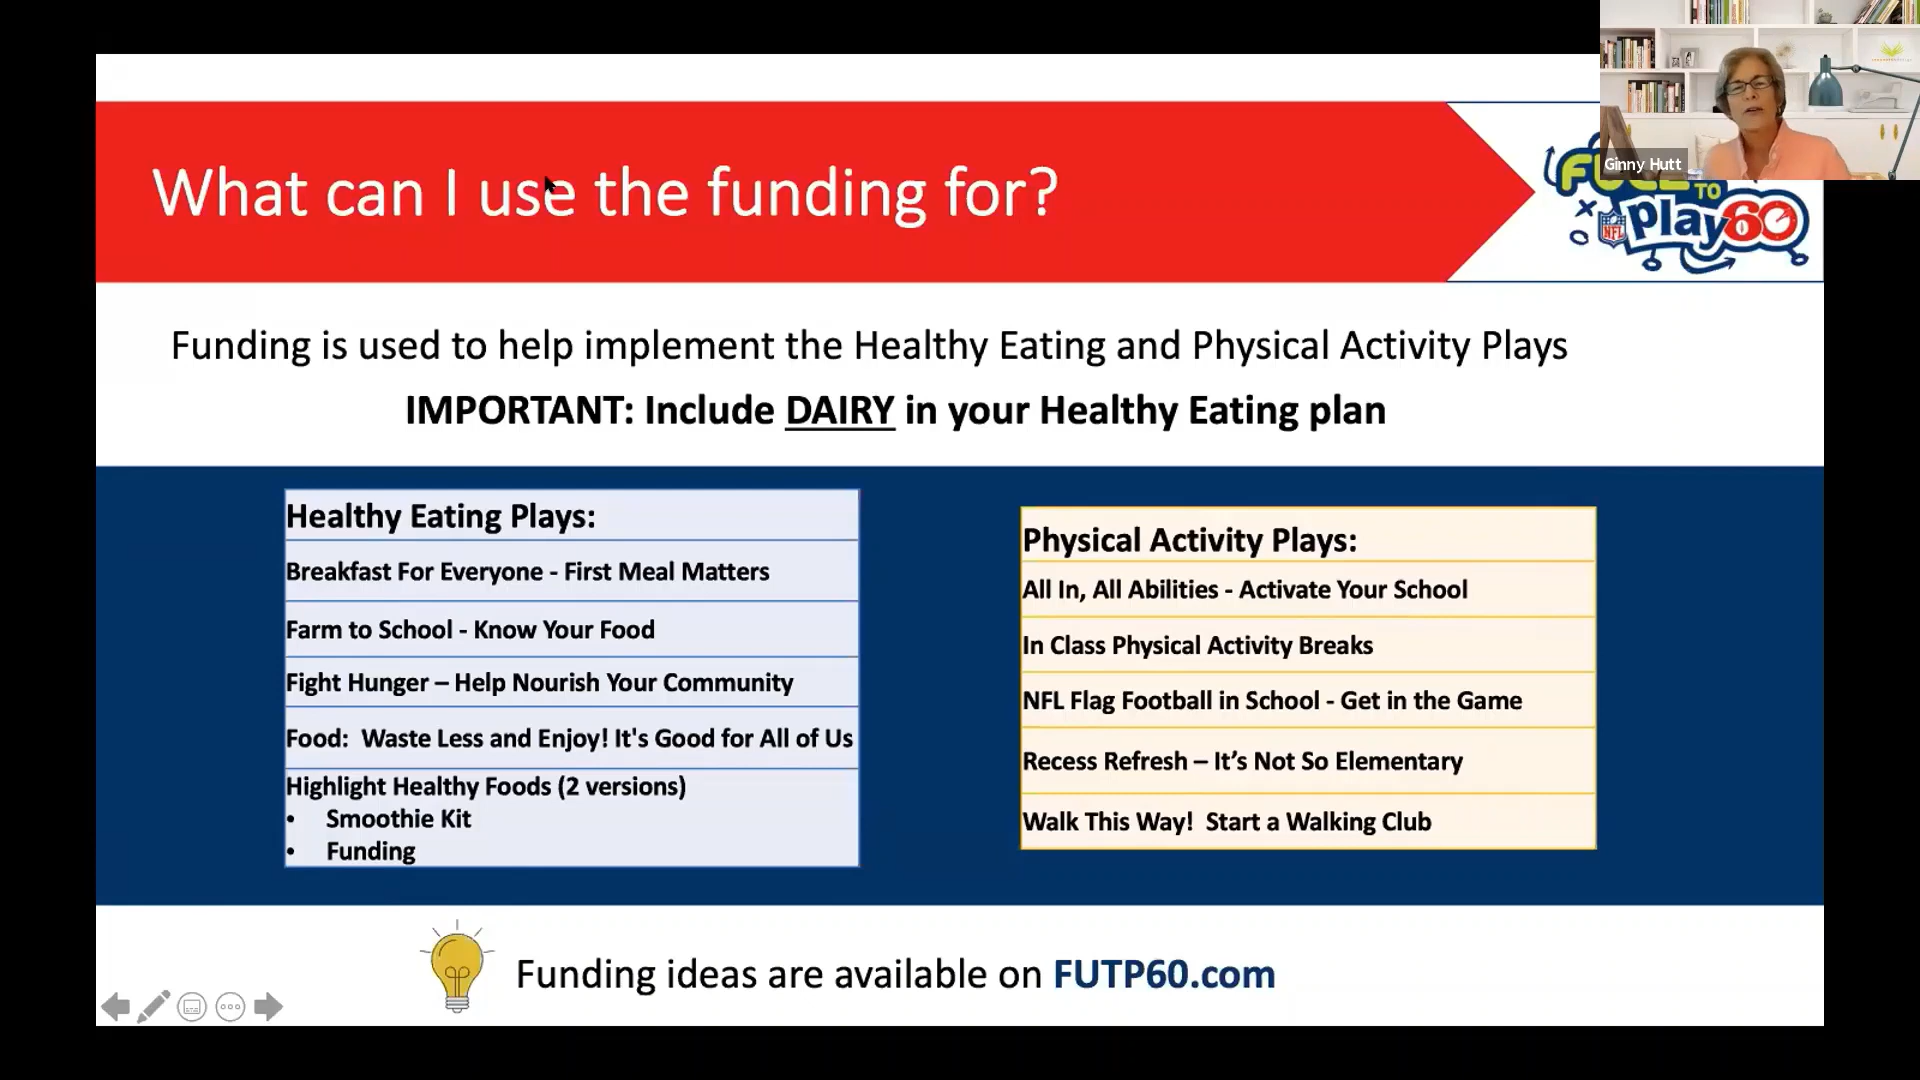 What can I use the funding for?
Ginny Hutt
FUEL TO
NFL play 60
Funding is used to help implement the Healthy Eating and Physical Activity Plays
IMPORTANT: Include DAIRY in your Healthy Eating plan
Healthy Eating Plays:
Breakfast For Everyone - First Meal Matters
Farm to School - Know Your Food
Fight Hunger – Help Nourish Your Community
Food:  Waste Less and Enjoy! It's Good for All of Us
Highlight Healthy Foods (2 versions)
• Smoothie Kit
• Funding
Physical Activity Plays:
All In, All Abilities - Activate Your School
In Class Physical Activity Breaks
NFL Flag Football in School - Get in the Game
Recess Refresh – It’s Not So Elementary
Walk This Way!  Start a Walking Club
Funding ideas are available on FUTP60.com